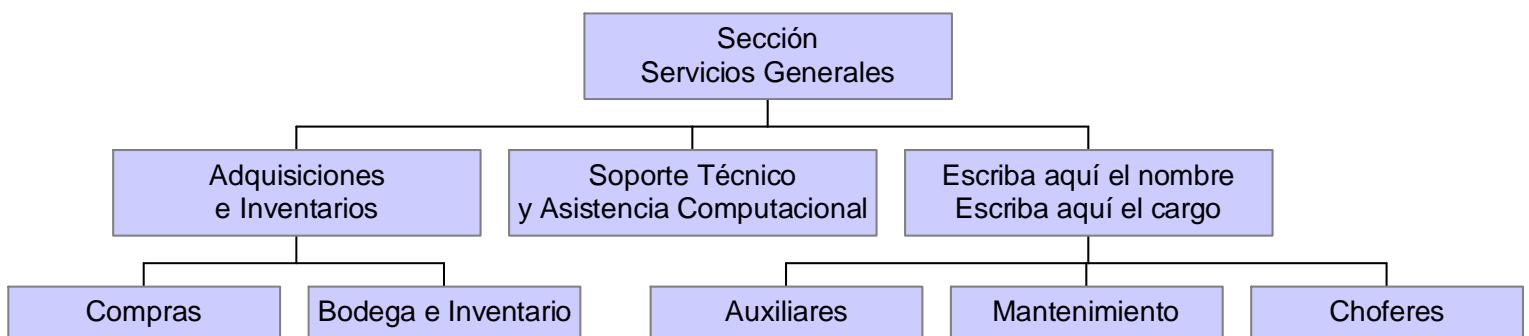 Sección
Servicios Generales
Adquisiciones
e Inventarios
Soporte Técnico
y Asistencia Computacional
Escriba aquí el nombre
Escriba aquí el cargo
Compras
Bodega e Inventario
Auxiliares
Mantenimiento
Choferes